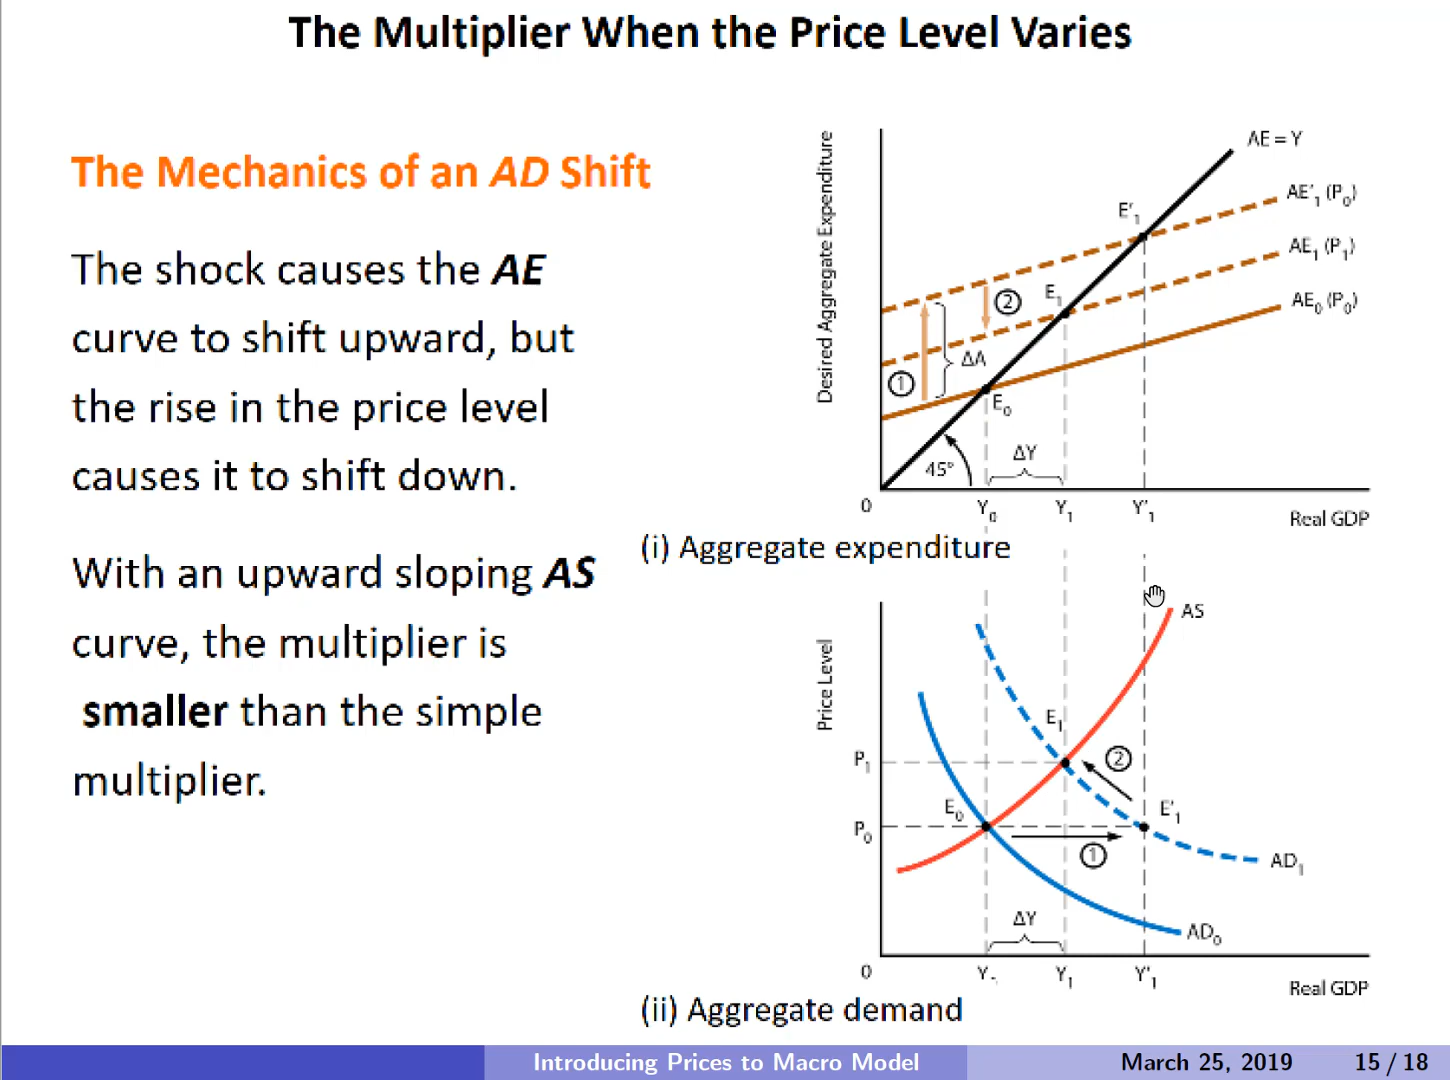 The Multiplier When the Price Level Varies
The Mechanics of an AD Shift
The shock causes the AE
curve to shift upward, but
the rise in the price level
causes it to shift down.
With an upward sloping AS
curve, the multiplier is
smaller than the simple
multiplier.
Desired Aggregate Expenditure
AE = Y
AE'₁ (P₀)
E'₁
AE₁ (P₁)
②
E₁
AE₀ (P₀)
ΔA
①
E₀
ΔY
45°
0
Y₀
Y₁
Y'₁
Real GDP
(i) Aggregate expenditure
AS
Price Level
E₁
P₁
②
E₀
E'₁
P₀
①
AD₁
ΔY
AD₀
0
Y₁
Y'₁
Real GDP
(ii) Aggregate demand
Introducing Prices to Macro Model
March 25, 2019
15 / 18